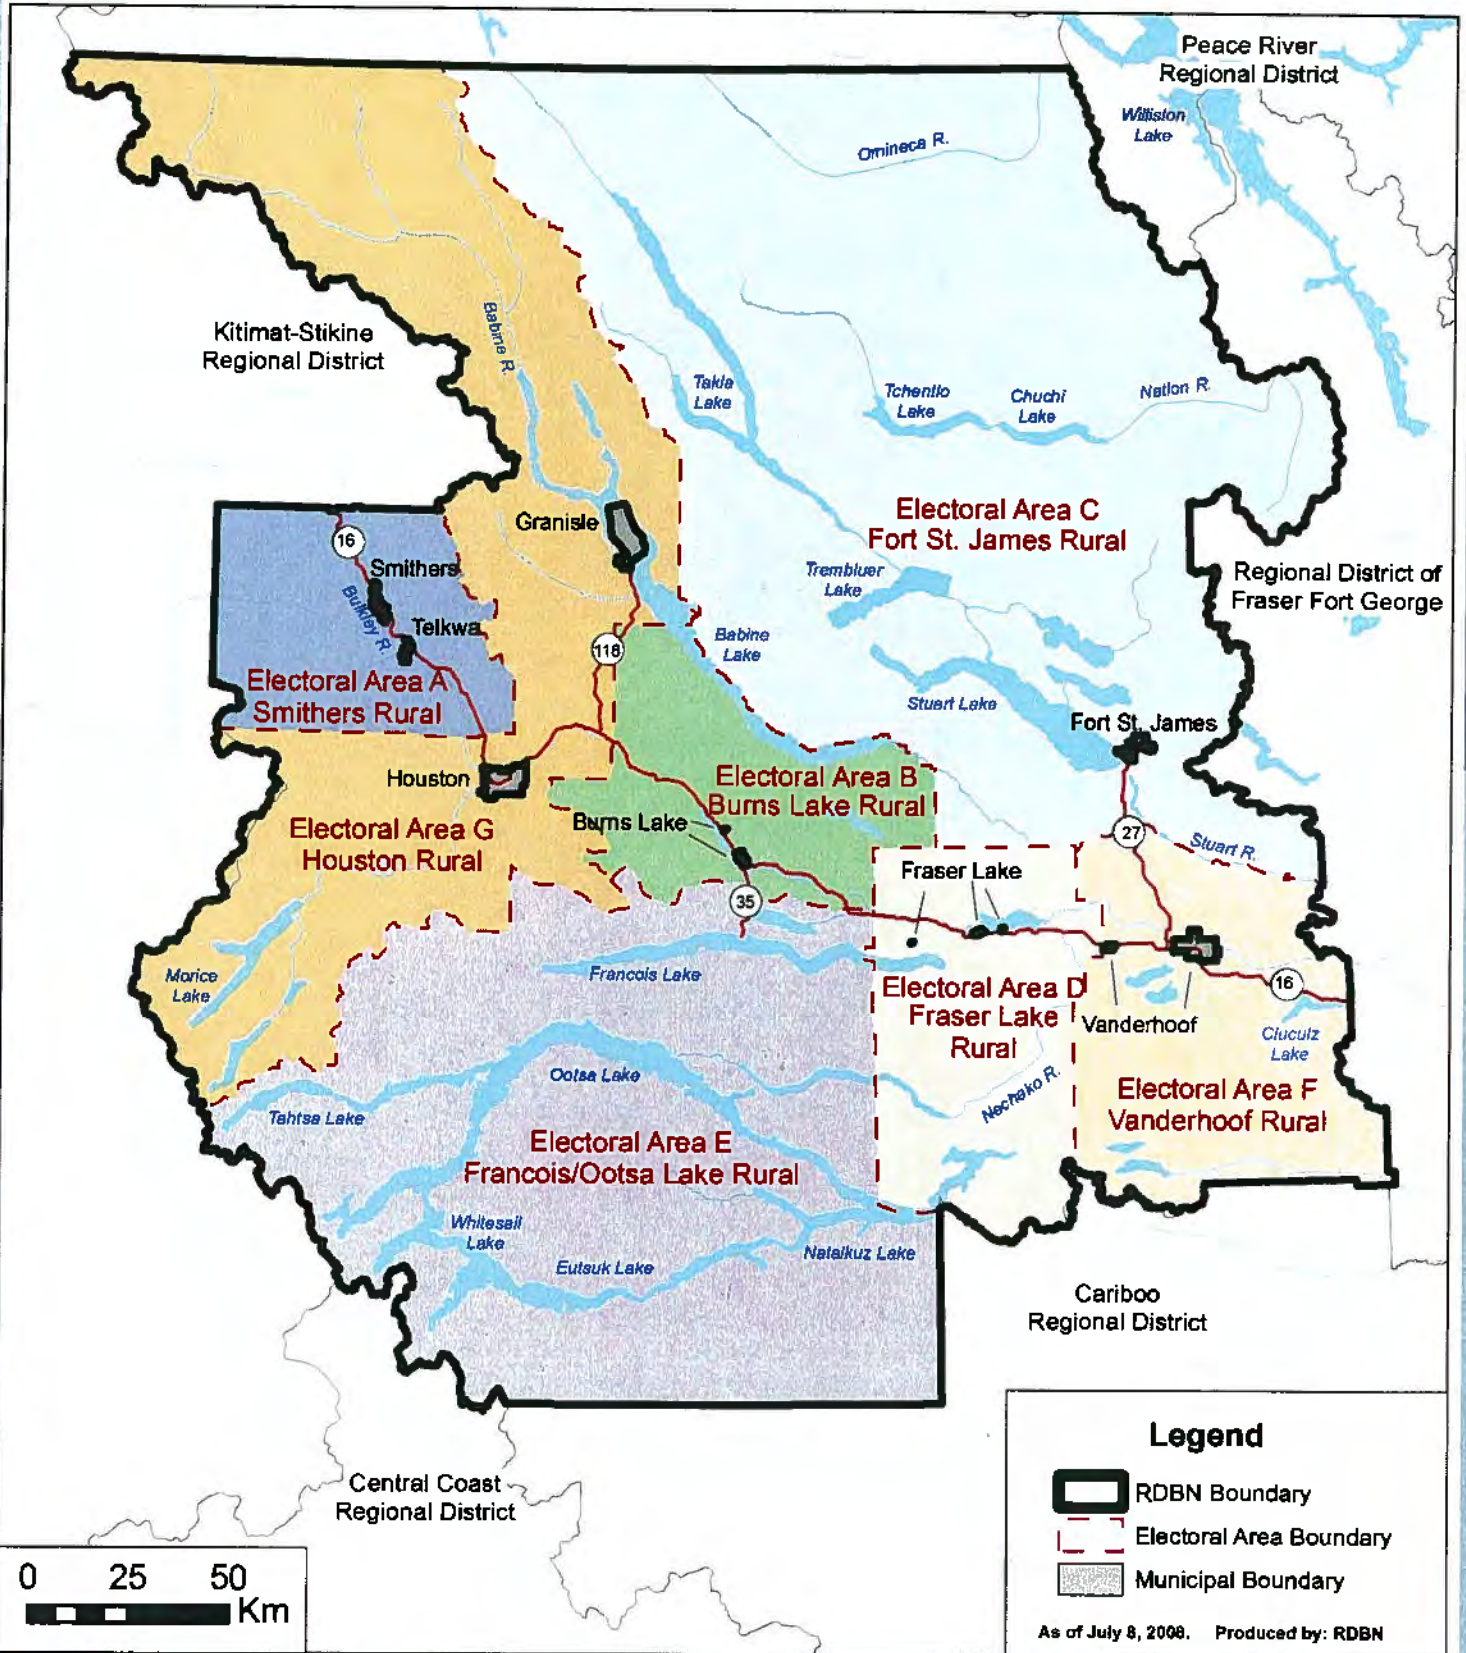 Peace River
Regional District
Williston
Lake
Omineca R.
Kitimat-Stikine
Regional District
Babine R.
Takla
Lake
Tchentlo
Lake
Chuchi
Lake
Nation R.
Granisle
Electoral Area C
Fort St. James Rural
16
Smithers
Bulkley R.
Telkwa
Trembluer
Lake
Regional District of
Fraser Fort George
118
Babine
Lake
Electoral Area A
Smithers Rural
Stuart Lake
Fort St. James
Houston
Electoral Area B
Burns Lake Rural
Electoral Area G
Houston Rural
Burns Lake
27
Stuart R.
Fraser Lake
35
Morice
Lake
Francois Lake
Electoral Area D
Fraser Lake
Rural
16
Vanderhoof
Cluculz
Lake
Ootsa Lake
Nechako R.
Tahtsa Lake
Electoral Area F
Vanderhoof Rural
Electoral Area E
Francois/Ootsa Lake Rural
Whitesail
Lake
Eutsuk Lake
Natalkuz Lake
Cariboo
Regional District
Central Coast
Regional District
Legend
RDBN Boundary
Electoral Area Boundary
Municipal Boundary
As of July 8, 2008. Produced by: RDBN
0 25 50
Km